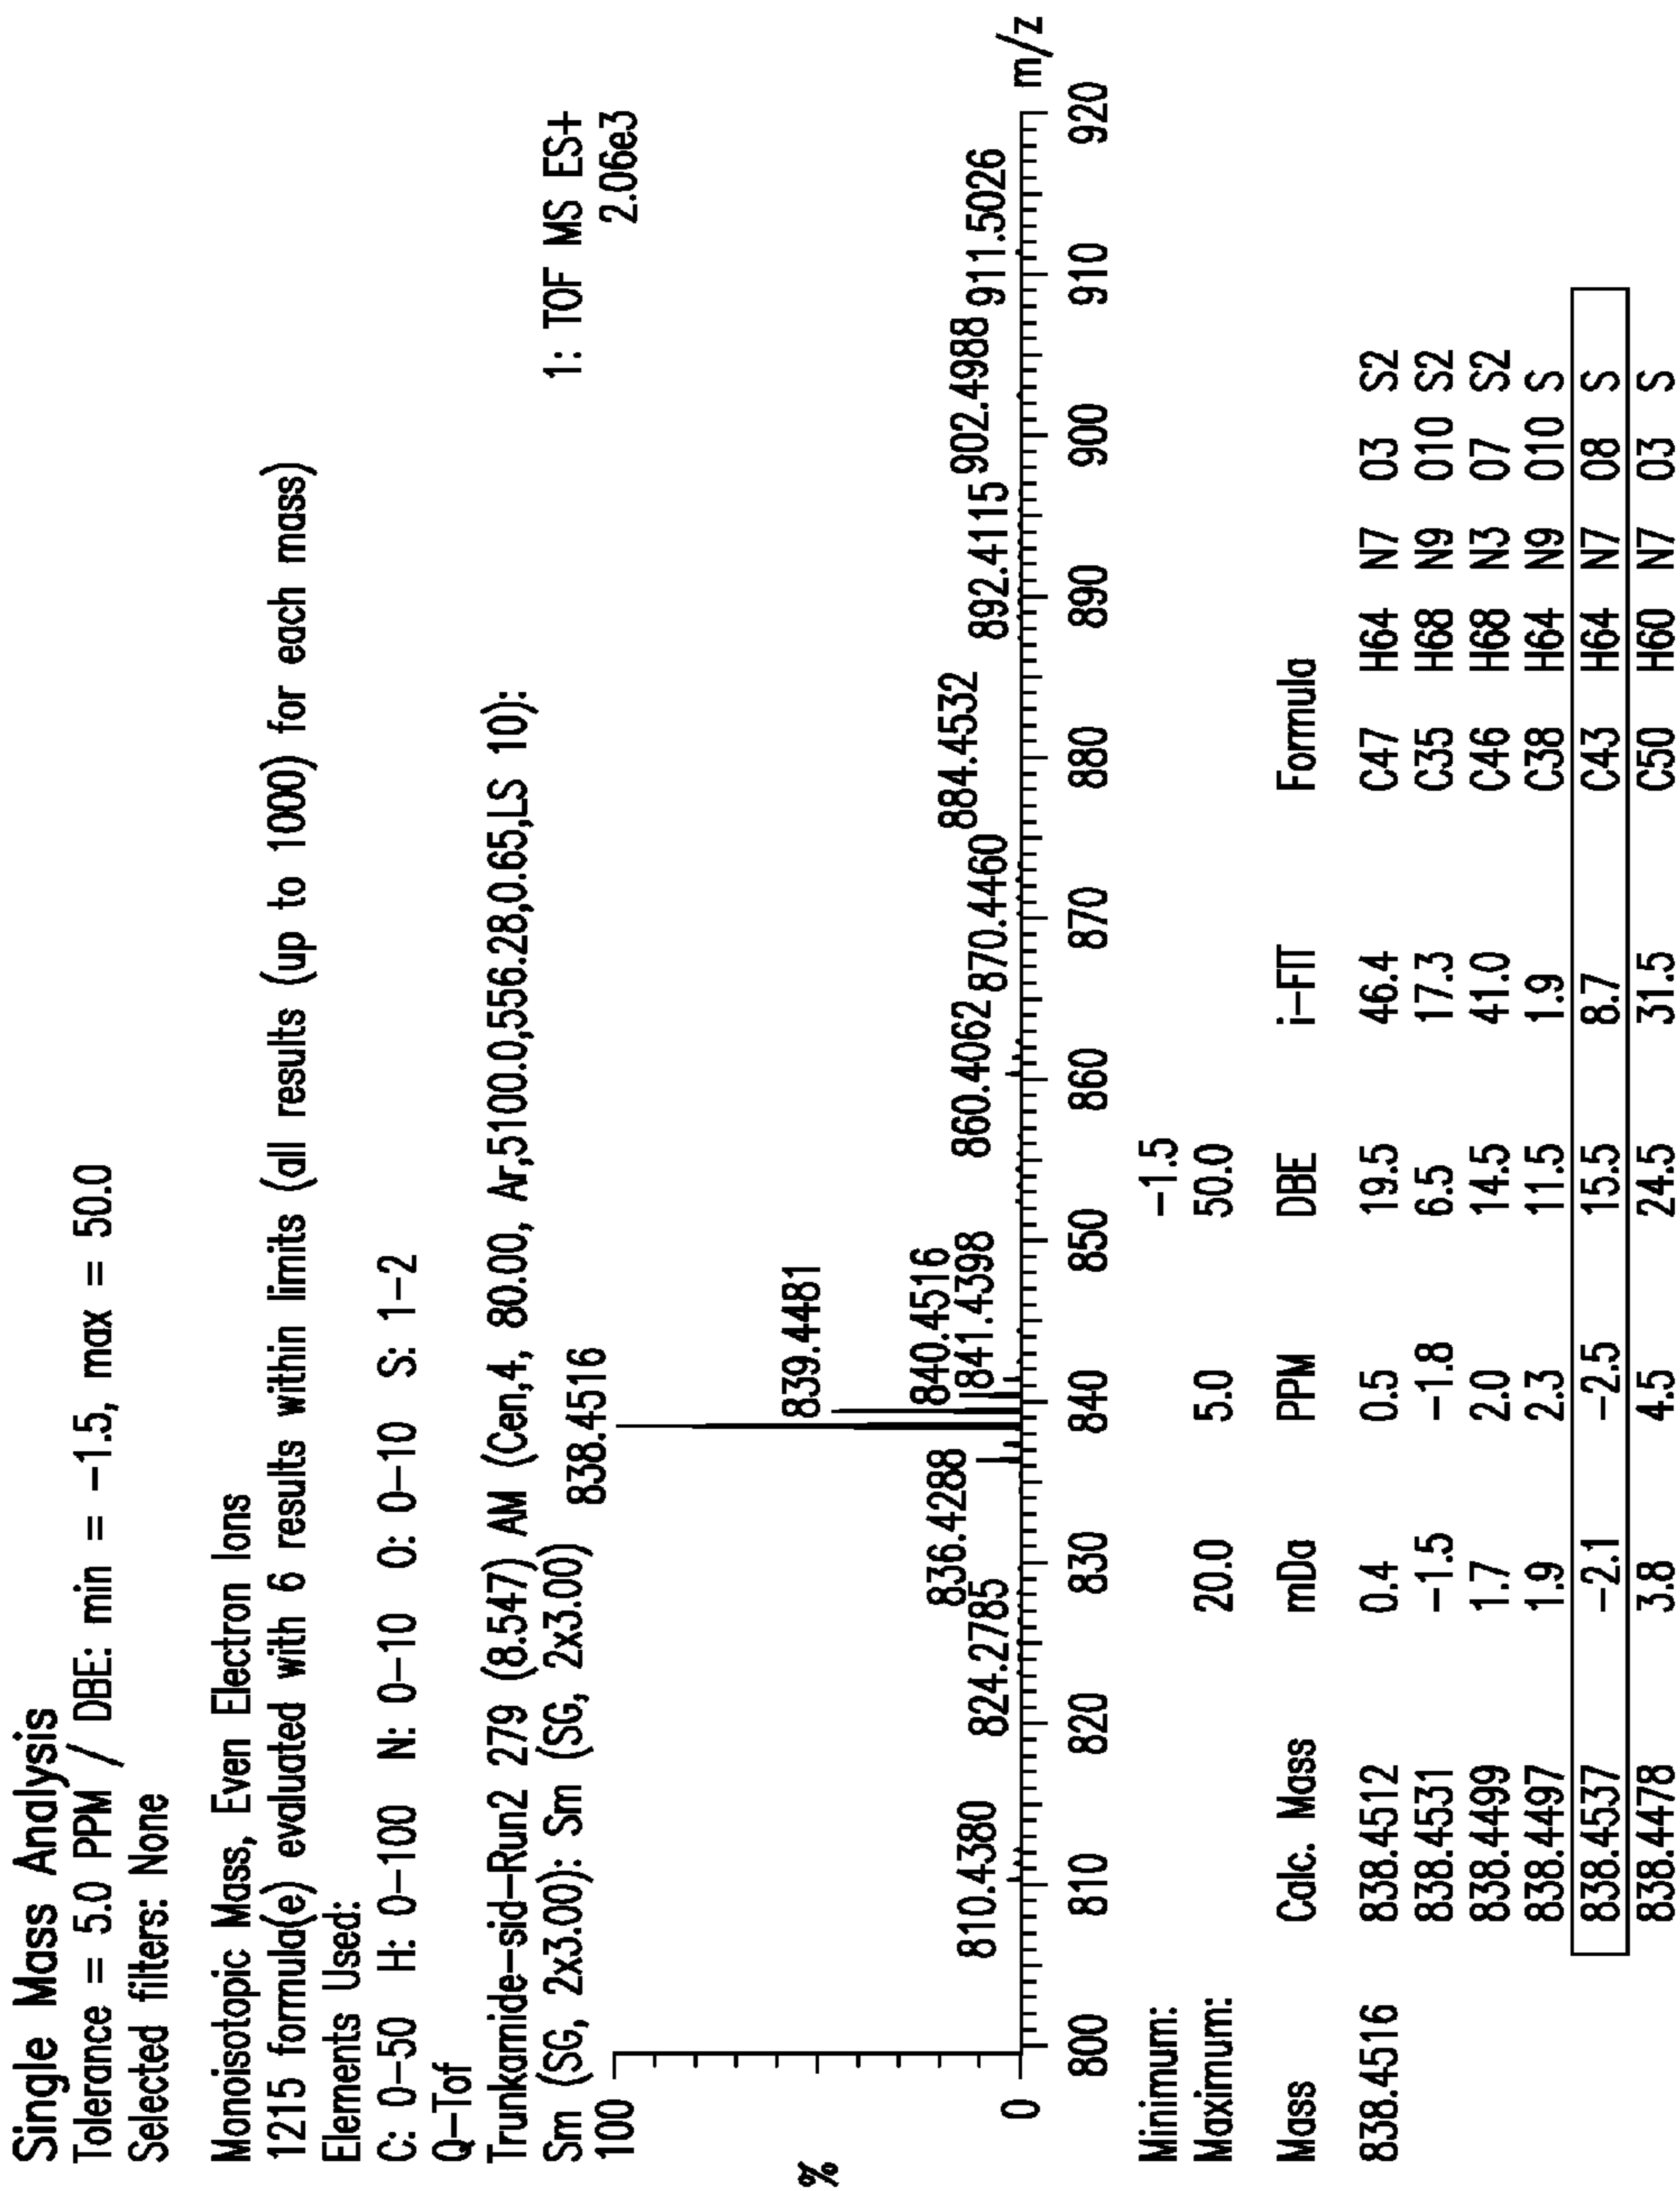 Single Mass Analysis
Tolerance = 5.0 PPM / DBE: min = −1.5, max = 50.0
Selected filters: None
Monoisotopic Mass, Even Electron Ions
1215 formula(e) evaluated with 6 results within limits (all results (up to 1000) for each mass)
Elements Used:
C: 0–50 H: 0–100 N: 0–10 O: 0–10 S: 1–2
Q–Tof
Trunkamide–sid–Run2 279 (8.547) AM (Cen,4, 80.00, Ar,5100.0,556.28,0.65,LS 10):
Sm (SG, 2x3.00): Sm (SG, 2x3.00)
1: TOF MS ES+
2.06e3
100
838.4516
%
839.4481
840.4516
841.4398
836.4288
824.2785
810.4380
860.4062
870.4460
884.4532
892.4115
902.4988
911.5026
0
m/z
800 810 820 830 840 850 860 870 880 890 900 910 920
Minimum: −1.5
Maximum: 20.0 5.0 50.0
Mass Calc. Mass mDa PPM DBE i–FIT Formula
838.4516 838.4512 0.4 0.5 19.5 46.4 C47 H64 N7 O3 S2
838.4531 −1.5 −1.8 6.5 17.3 C35 H68 N9 O10 S2
838.4499 1.7 2.0 14.5 41.0 C46 H68 N3 O7 S2
838.4497 1.9 2.3 11.5 1.9 C38 H64 N9 O10 S
838.4537 −2.1 −2.5 15.5 8.7 C43 H64 N7 O8 S
838.4478 3.8 4.5 24.5 31.5 C50 H60 N7 O3 S